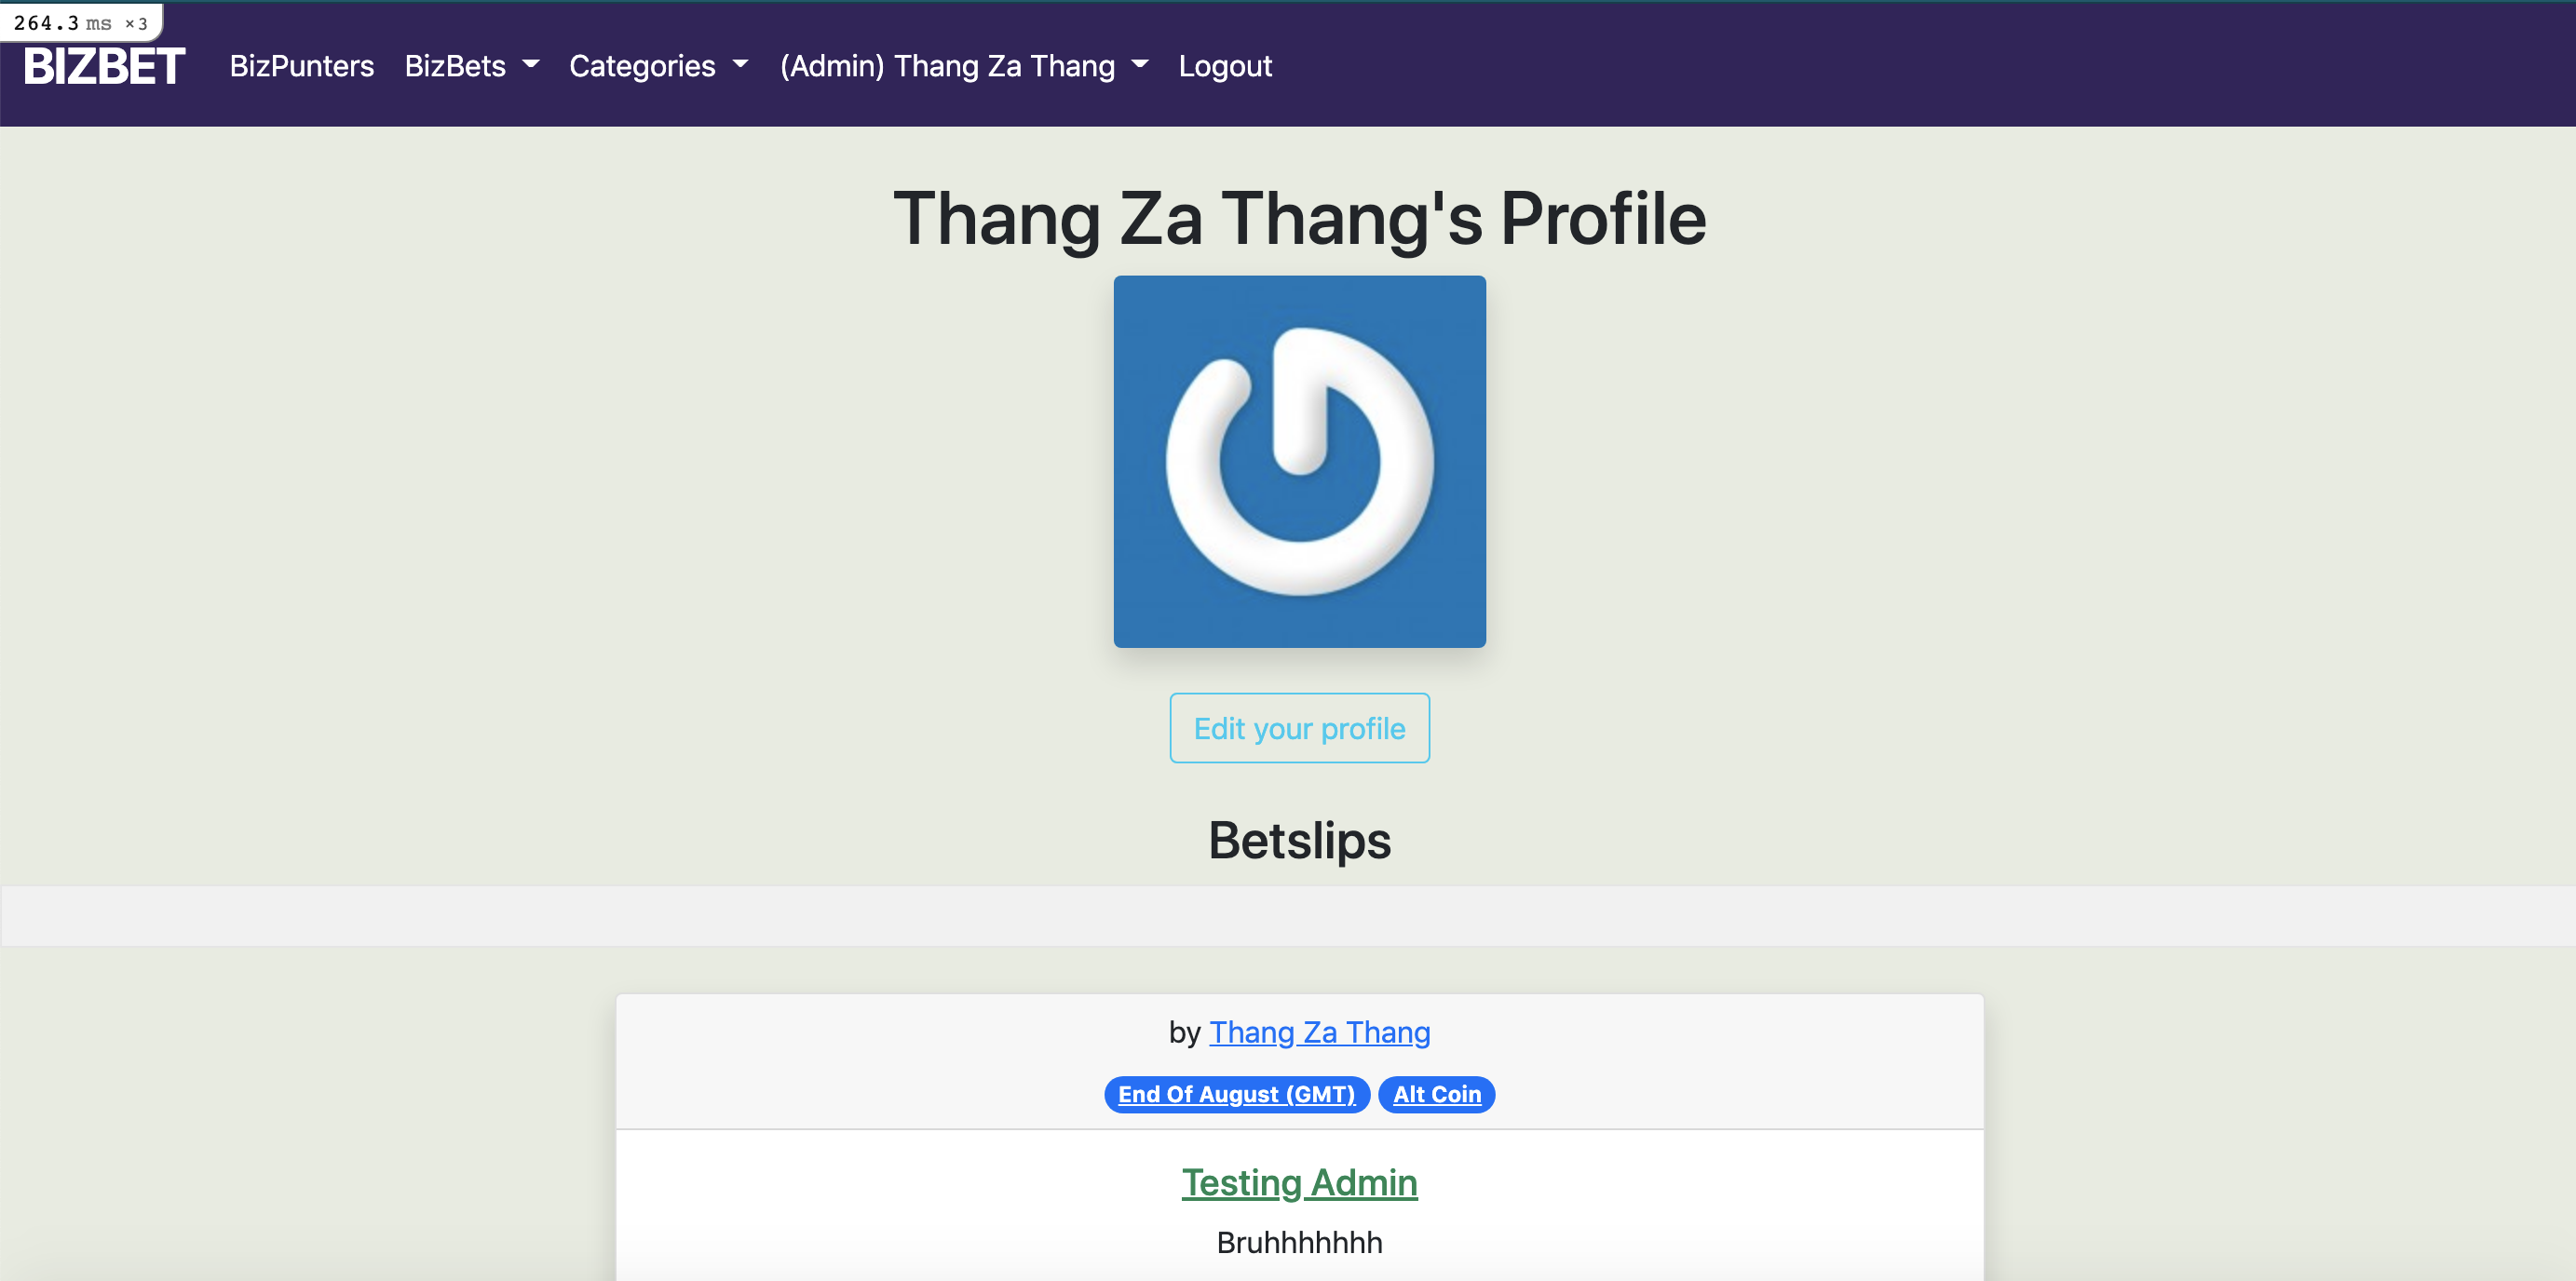 264.3 ms ×3
BIZBET BizPunters BizBets Categories (Admin) Thang Za Thang Logout
Thang Za Thang's Profile
Edit your profile
Betslips
by Thang Za Thang
End Of August (GMT) Alt Coin
Testing Admin
Bruhhhhhhh